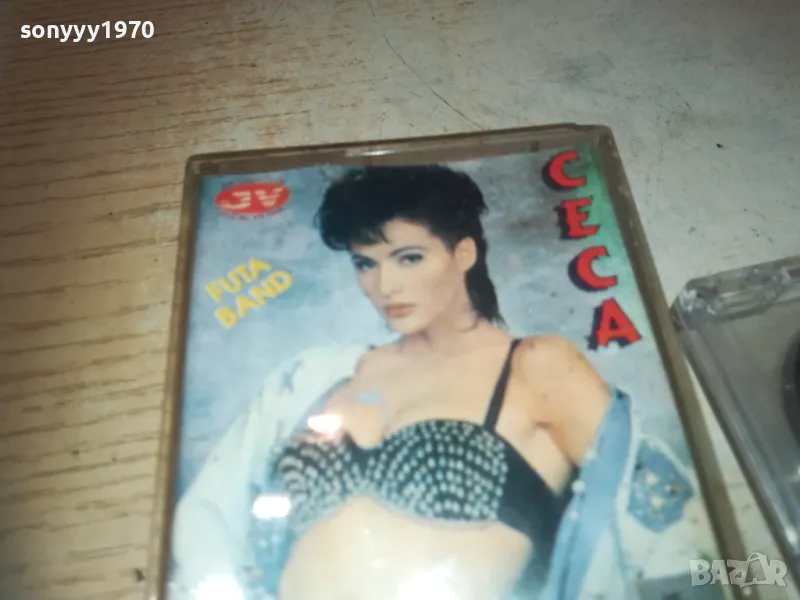 sonyyy1970
JV
FUTA
BAND
CECA
BAZAR